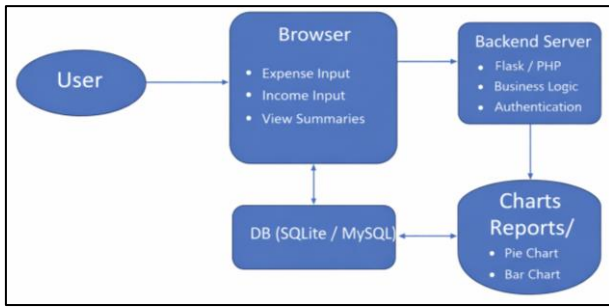 User
Browser
• Expense Input
• Income Input
• View Summaries
Backend Server
• Flask / PHP
• Business Logic
• Authentication
DB (SQLite / MySQL)
Charts
Reports/
• Pie Chart
• Bar Chart